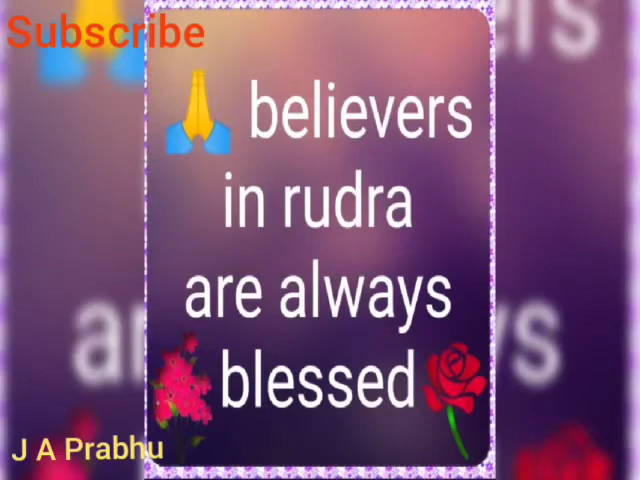 Subscribe
🙏 believers
in rudra
are always
blessed
J A Prabhu